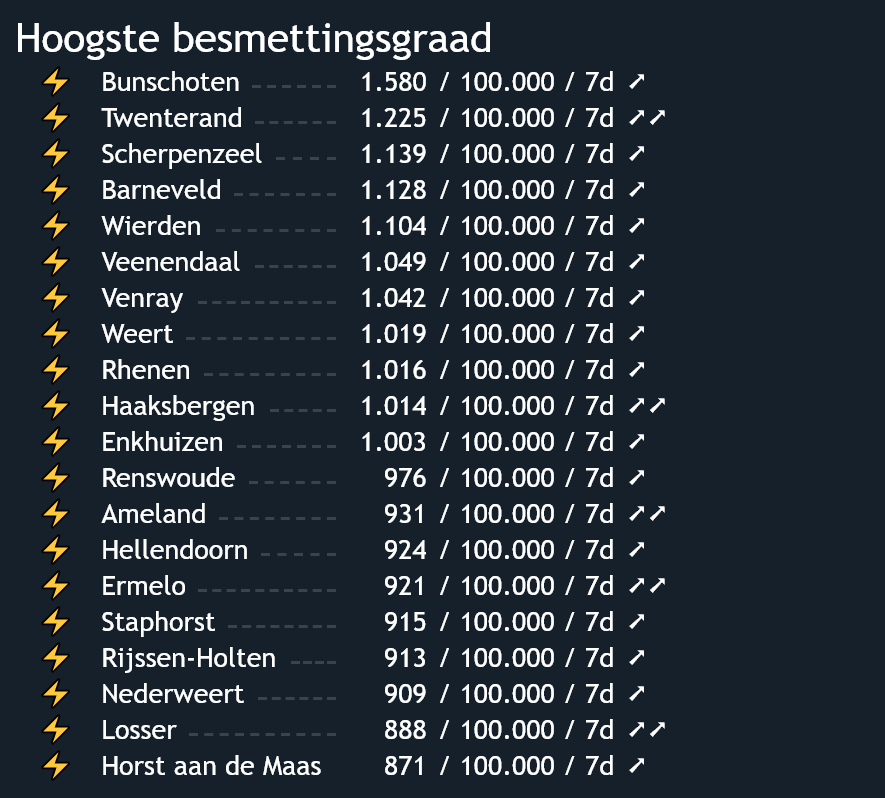 Hoogste besmettingsgraad
⚡ Bunschoten ------ 1.580 / 100.000 / 7d ↗
⚡ Twenterand ------ 1.225 / 100.000 / 7d ↗↗
⚡ Scherpenzeel ---- 1.139 / 100.000 / 7d ↗
⚡ Barneveld ------- 1.128 / 100.000 / 7d ↗
⚡ Wierden -------- 1.104 / 100.000 / 7d ↗
⚡ Veenendaal ------ 1.049 / 100.000 / 7d ↗
⚡ Venray --------- 1.042 / 100.000 / 7d ↗
⚡ Weert ---------- 1.019 / 100.000 / 7d ↗
⚡ Rhenen --------- 1.016 / 100.000 / 7d ↗
⚡ Haaksbergen ----- 1.014 / 100.000 / 7d ↗↗
⚡ Enkhuizen ------- 1.003 / 100.000 / 7d ↗
⚡ Renswoude ------ 976 / 100.000 / 7d ↗
⚡ Ameland -------- 931 / 100.000 / 7d ↗↗
⚡ Hellendoorn ----- 924 / 100.000 / 7d ↗
⚡ Ermelo --------- 921 / 100.000 / 7d ↗↗
⚡ Staphorst -------- 915 / 100.000 / 7d ↗
⚡ Rijssen-Holten ---- 913 / 100.000 / 7d ↗
⚡ Nederweert ------ 909 / 100.000 / 7d ↗
⚡ Losser ---------- 888 / 100.000 / 7d ↗↗
⚡ Horst aan de Maas 871 / 100.000 / 7d ↗